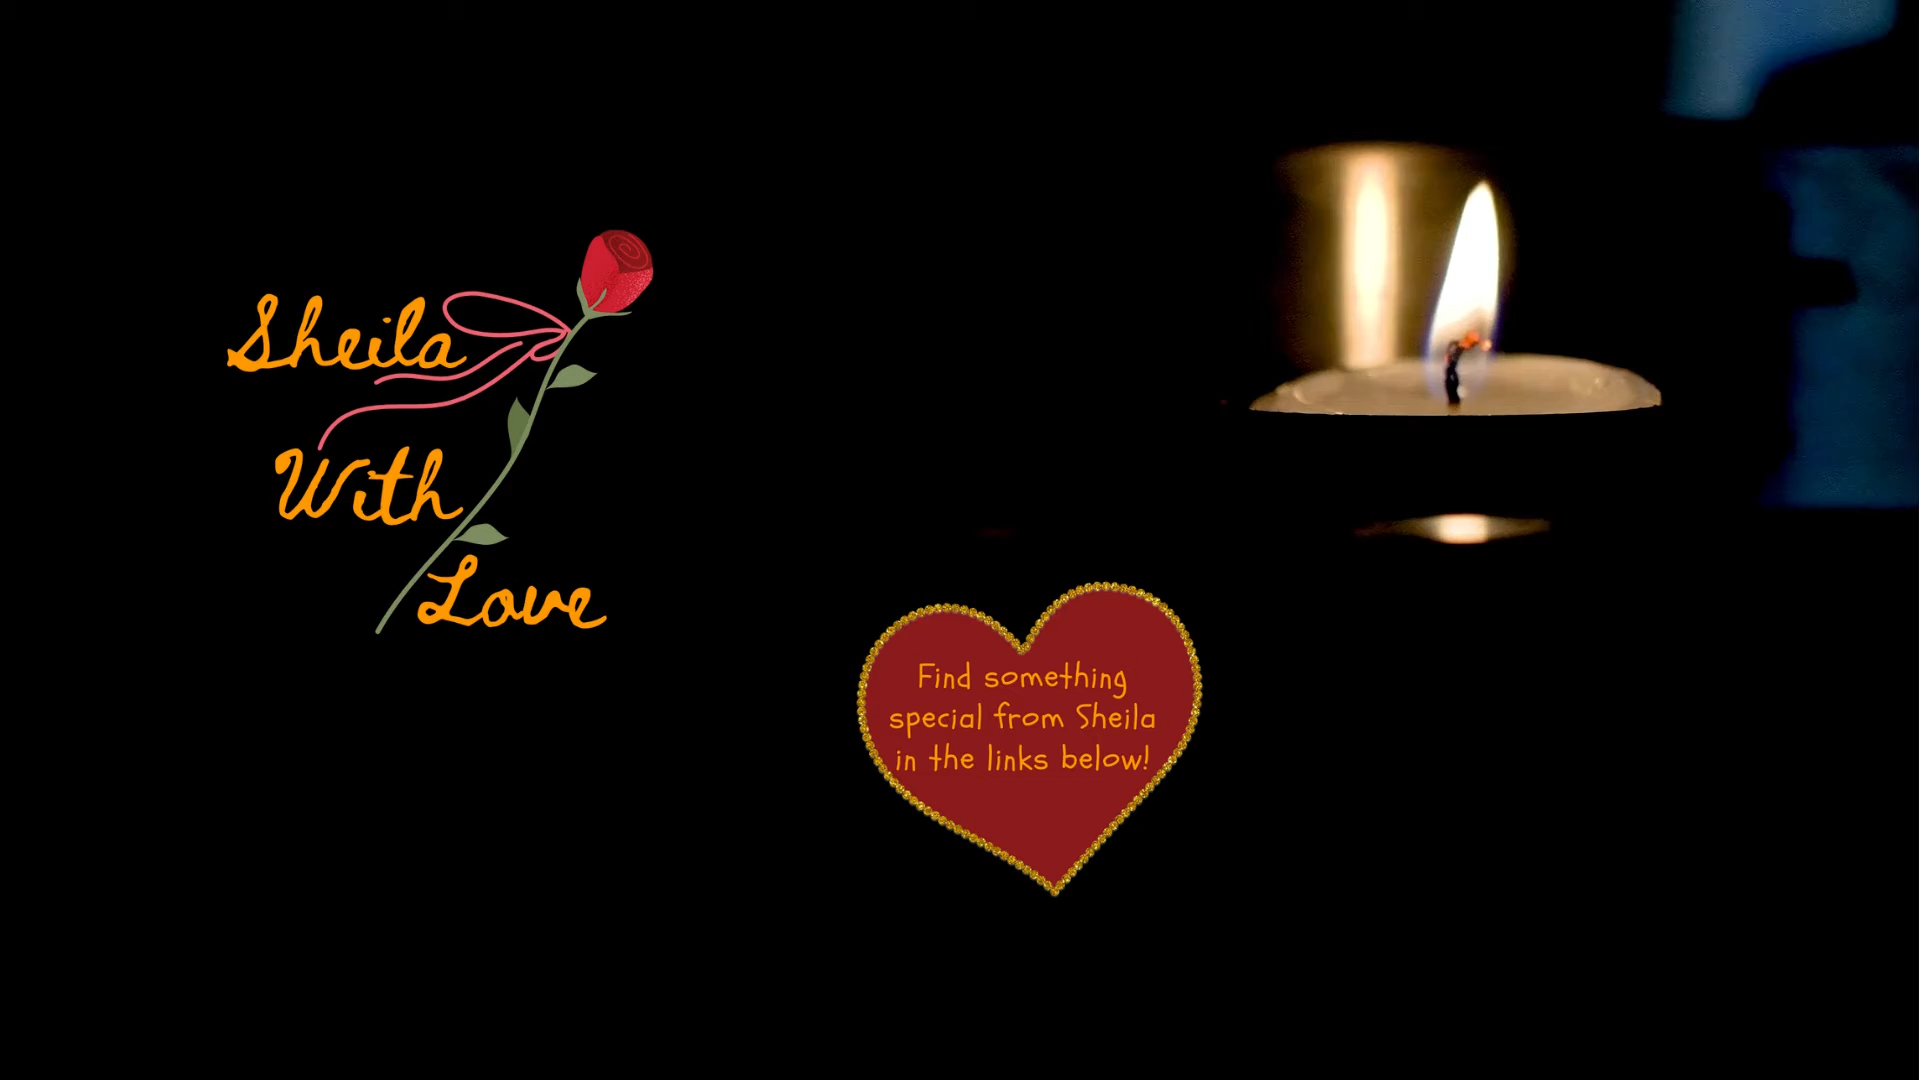 Sheila
With
Love
Find something
special from Sheila
in the links below!